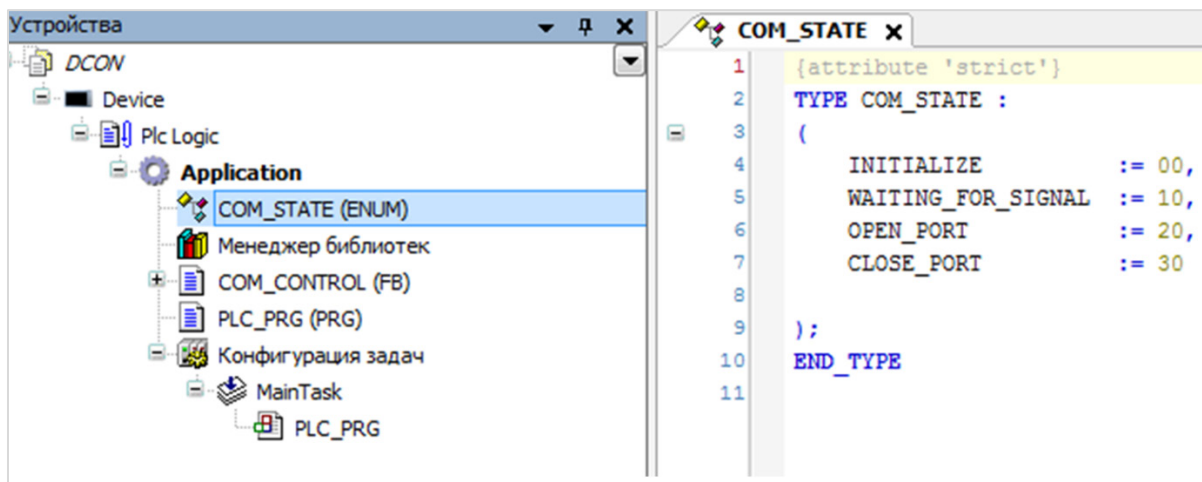 Устройства
DCON
Device
Plc Logic
Application
COM_STATE (ENUM)
Менеджер библиотек
COM_CONTROL (FB)
PLC_PRG (PRG)
Конфигурация задач
MainTask
PLC_PRG
COM_STATE
1 {attribute 'strict'}
2 TYPE COM_STATE :
3 (
4 INITIALIZE := 00,
5 WAITING_FOR_SIGNAL := 10,
6 OPEN_PORT := 20,
7 CLOSE_PORT := 30
8
9 );
10 END_TYPE
11